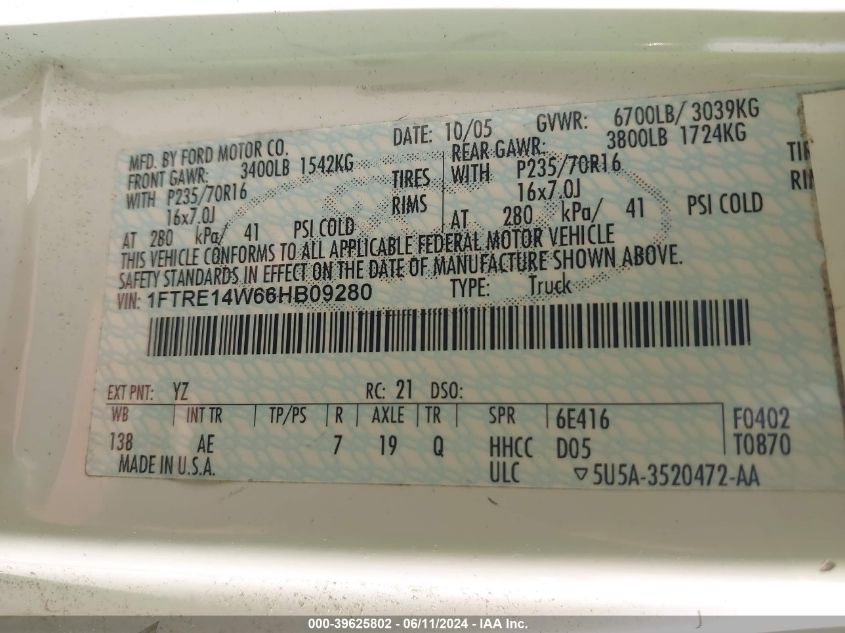 MFD. BY FORD MOTOR CO. DATE: 10/05 GVWR: 6700LB/ 3039KG
FRONT GAWR: 3400LB 1542KG REAR GAWR: 3800LB 1724KG
WITH P235/70R16 TIRES WITH P235/70R16 TIR
16x7.0J RIMS 16x7.0J RI
AT 280 kPa/ 41 PSI COLD AT 280 kPa/ 41 PSI COLD
THIS VEHICLE CONFORMS TO ALL APPLICABLE FEDERAL MOTOR VEHICLE
SAFETY STANDARDS IN EFFECT ON THE DATE OF MANUFACTURE SHOWN ABOVE.
VIN: 1FTRE14W66HB09280 TYPE: Truck
EXT PNT: YZ RC: 21 DSO:
WB INT TR TP/PS R AXLE TR SPR 6E416 F0402
138 AE 7 19 Q HHCC D05 T0870
MADE IN U.S.A. ULC ▽5U5A-3520472-AA
000-39625802 - 06/11/2024 - IAA Inc.